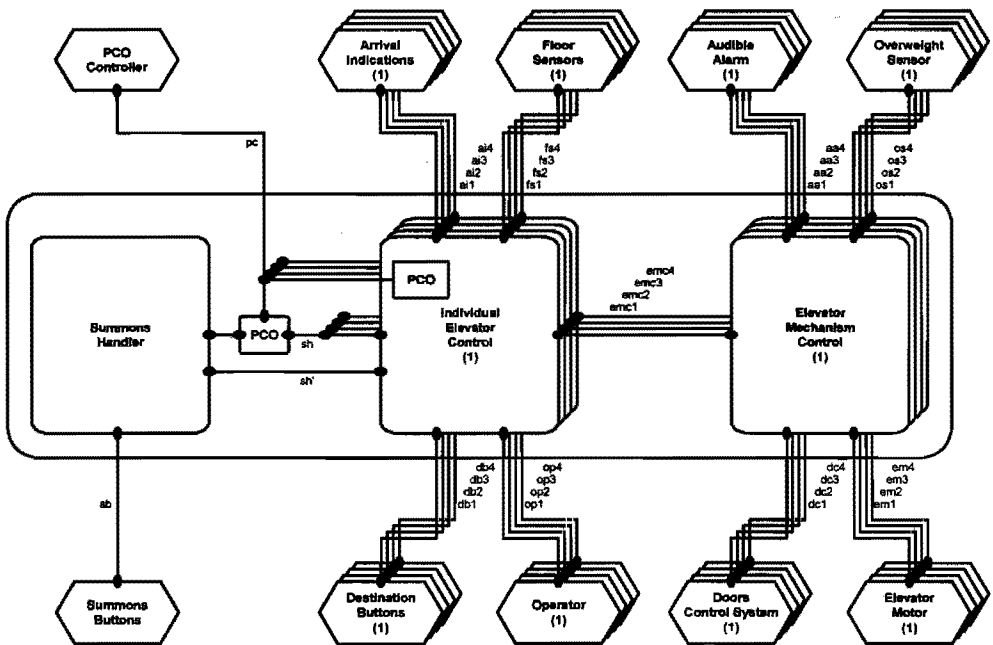 PCO
Controller
Arrival
Indications
(1)
Floor
Sensors
(1)
Audible
Alarm
(1)
Overweight
Sensor
(1)
pc
ai4
ai3
ai2
ai1
fs4
fs3
fs2
fs1
aa4
aa3
aa2
aa1
os4
os3
os2
os1
Summons
Handler
PCO
sh
sh'
PCO
Individual
Elevator
Control
(1)
emc4
emc3
emc2
emc1
Elevator
Mechanism
Control
(1)
ab
db4
db3
db2
db1
op4
op3
op2
op1
dc4
dc3
dc2
dc1
em4
em3
em2
em1
Summons
Buttons
Destination
Buttons
(1)
Operator
(1)
Doors
Control System
(1)
Elevator
Motor
(1)